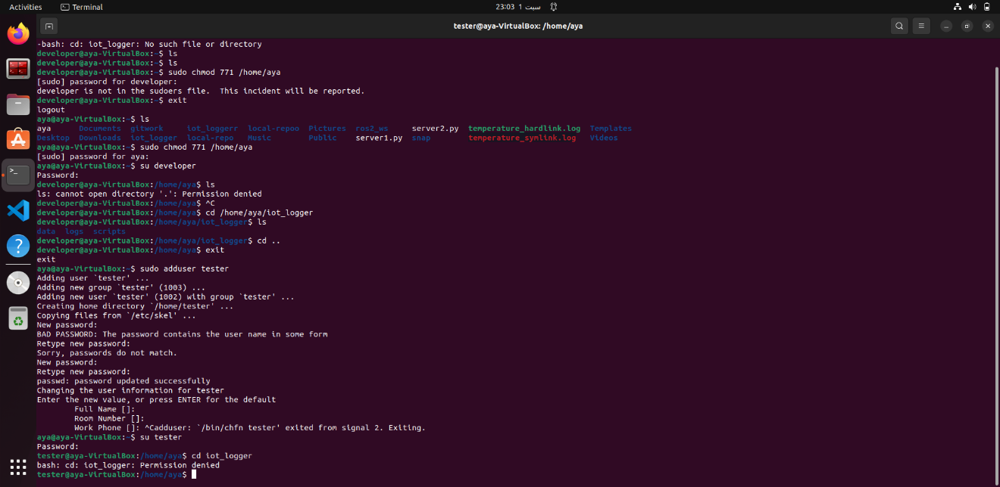 Activities Terminal 23:03 1 سبت
tester@aya-VirtualBox: /home/aya
-bash: cd: iot_logger: No such file or directory
developer@aya-VirtualBox:~$ ls
developer@aya-VirtualBox:~$ ls
developer@aya-VirtualBox:~$ sudo chmod 771 /home/aya
[sudo] password for developer:
developer is not in the sudoers file.  This incident will be reported.
developer@aya-VirtualBox:~$ exit
logout
aya@aya-VirtualBox:~$ ls
aya Documents gitwork iot_loggerr local-repoo Pictures ros2_ws server2.py temperature_hardlink.log Templates
Desktop Downloads iot_logger local-repo Music Public server1.py snap temperature_symlink.log Videos
aya@aya-VirtualBox:~$ sudo chmod 771 /home/aya
[sudo] password for aya:
aya@aya-VirtualBox:~$ su developer
Password:
developer@aya-VirtualBox:/home/aya$ ls
ls: cannot open directory '.': Permission denied
developer@aya-VirtualBox:/home/aya$ ^C
developer@aya-VirtualBox:/home/aya$ cd /home/aya/iot_logger
developer@aya-VirtualBox:/home/aya/iot_logger$ ls
data logs scripts
developer@aya-VirtualBox:/home/aya/iot_logger$ cd ..
developer@aya-VirtualBox:/home/aya$ exit
exit
aya@aya-VirtualBox:~$ sudo adduser tester
Adding user `tester' ...
Adding new group `tester' (1003) ...
Adding new user `tester' (1002) with group `tester' ...
Creating home directory `/home/tester' ...
Copying files from `/etc/skel' ...
New password:
BAD PASSWORD: The password contains the user name in some form
Retype new password:
Sorry, passwords do not match.
New password:
Retype new password:
passwd: password updated successfully
Changing the user information for tester
Enter the new value, or press ENTER for the default
Full Name []:
Room Number []:
Work Phone []: ^Cadduser: `/bin/chfn tester' exited from signal 2. Exiting.
aya@aya-VirtualBox:~$ su tester
Password:
tester@aya-VirtualBox:/home/aya$ cd iot_logger
bash: cd: iot_logger: Permission denied
tester@aya-VirtualBox:/home/aya$